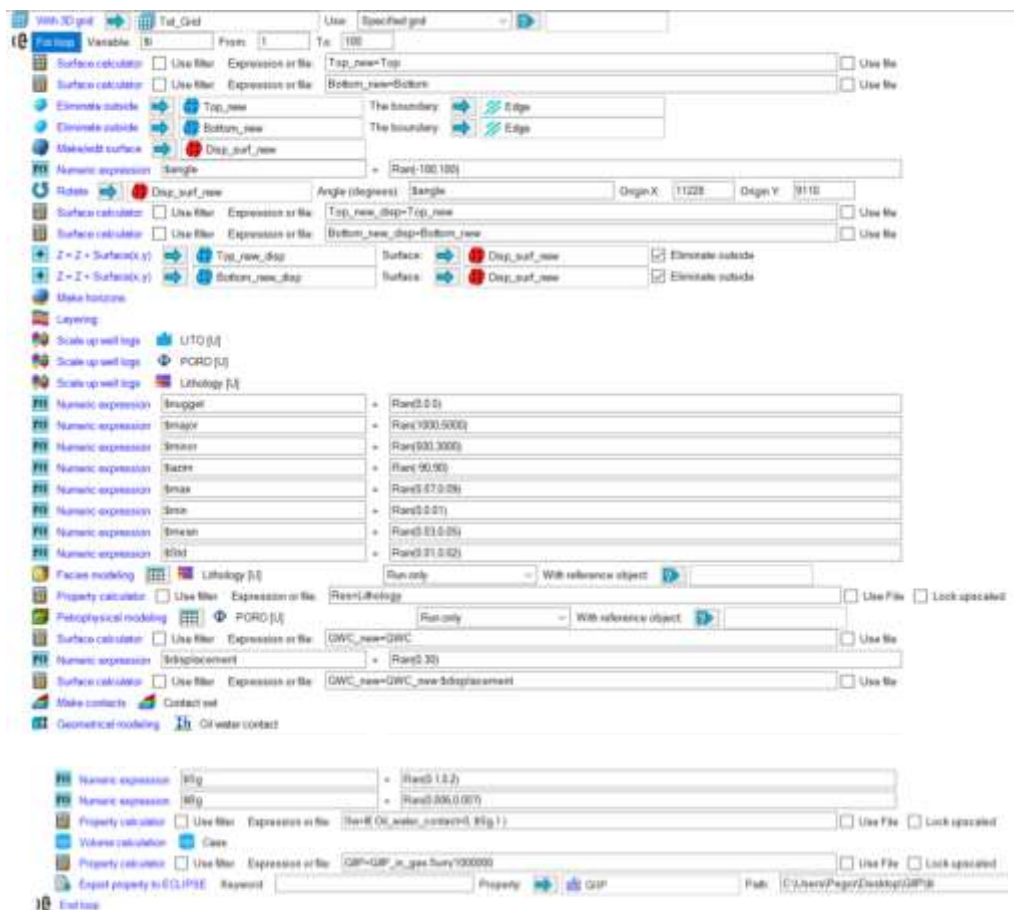 With 3D grid Tut_Grid Use Specified grid
For loop Variable From: 1 To: 100
Surface calculator Use filter Expression or file: Top_new=Top Use file
Surface calculator Use filter Expression or file: Bottom_new=Bottom Use file
Eliminate outside Top_new The boundary Edge
Eliminate outside Bottom_new The boundary Edge
Make/edit surface Disp_surf_new
Numeric expression $angle = Ran(-100,100)
Rotate Disp_surf_new Angle (degrees) $angle Origin X 11228 Origin Y 9110
Surface calculator Use filter Expression or file: Top_new_disp=Top_new Use file
Surface calculator Use filter Expression or file: Bottom_new_disp=Bottom_new Use file
Z = Z + Surface(x,y) Top_new_disp Surface: Disp_surf_new Eliminate outside
Z = Z + Surface(x,y) Bottom_new_disp Surface: Disp_surf_new Eliminate outside
Make horizons
Layering
Scale up well logs LITO [U]
Scale up well logs PORO [U]
Scale up well logs Lithology [U]
Numeric expression $nugget =
Numeric expression $major = Ran(1000,5000)
Numeric expression $minor = Ran(500,3000)
Numeric expression $azim = Ran(-90,90)
Numeric expression $max = Ran(0.07,0.09)
Numeric expression $min = Ran(0,0.01)
Numeric expression $mean = Ran(0.03,0.05)
Numeric expression $Std = Ran(0.01,0.02)
Facies modeling Lithology [U] Run only With reference object:
Property calculator Use filter Expression or file: Use File Lock upscaled
Petrophysical modeling PORO [U] Run only With reference object:
Surface calculator Use filter Expression or file: GWC_new=GWC Use file
Numeric expression $displacement = Ran(0,30)
Surface calculator Use filter Expression or file: GWC_new=GWC_new-$displacement Use file
Make contacts Contact set
Geometrical modeling Oil water contact
Numeric expression = Ran(0.1,0.2)
Numeric expression = Ran(0.006,0.007)
Property calculator Use filter Expression or file: Use File Lock upscaled
Volume calculation Case
Property calculator Use filter Expression or file: Use File Lock upscaled
Export property to ECLIPSE Keyword Property GIIP Path
End loop